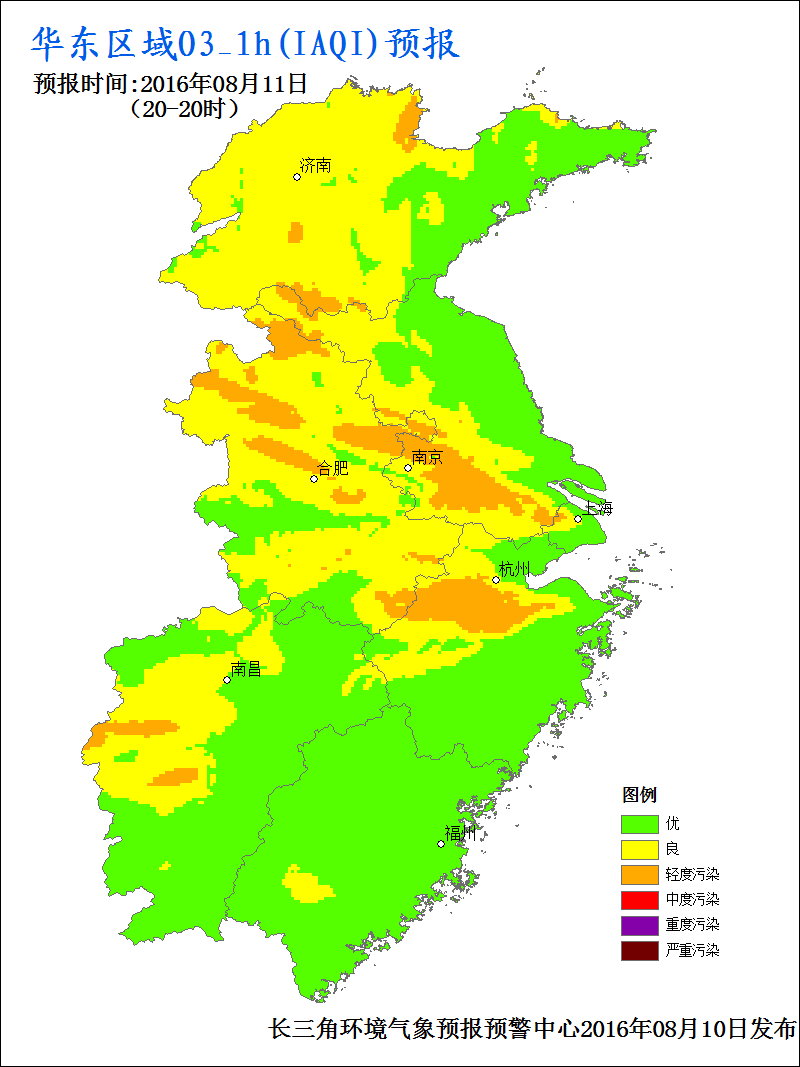 华东区域O3_1h(IAQI)预报
预报时间:2016年08月11日
（20-20时）
济南
南京
合肥
上海
杭州
南昌
福州
图例
优
良
轻度污染
中度污染
重度污染
严重污染
长三角环境气象预报预警中心2016年08月10日发布